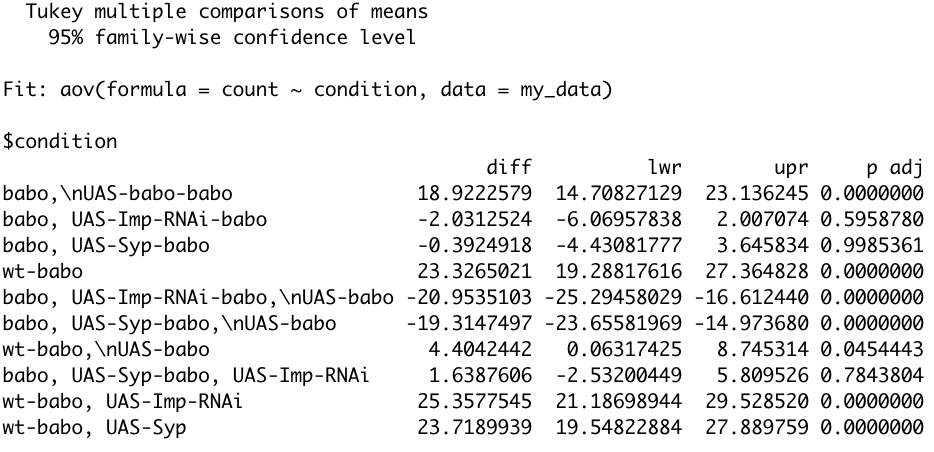 Tukey multiple comparisons of means
95% family-wise confidence level
Fit: aov(formula = count ~ condition, data = my_data)
$condition
diff lwr upr p adj
babo,\nUAS-babo-babo 18.9222579 14.70827129 23.136245 0.0000000
babo, UAS-Imp-RNAi-babo -2.0312524 -6.06957838 2.007074 0.5958780
babo, UAS-Syp-babo -0.3924918 -4.43081777 3.645834 0.9985361
wt-babo 23.3265021 19.28817616 27.364828 0.0000000
babo, UAS-Imp-RNAi-babo,\nUAS-babo -20.9535103 -25.29458029 -16.612440 0.0000000
babo, UAS-Syp-babo,\nUAS-babo -19.3147497 -23.65581969 -14.973680 0.0000000
wt-babo,\nUAS-babo 4.4042442 0.06317425 8.745314 0.0454443
babo, UAS-Syp-babo, UAS-Imp-RNAi 1.6387606 -2.53200449 5.809526 0.7843804
wt-babo, UAS-Imp-RNAi 25.3577545 21.18698944 29.528520 0.0000000
wt-babo, UAS-Syp 23.7189939 19.54822884 27.889759 0.0000000